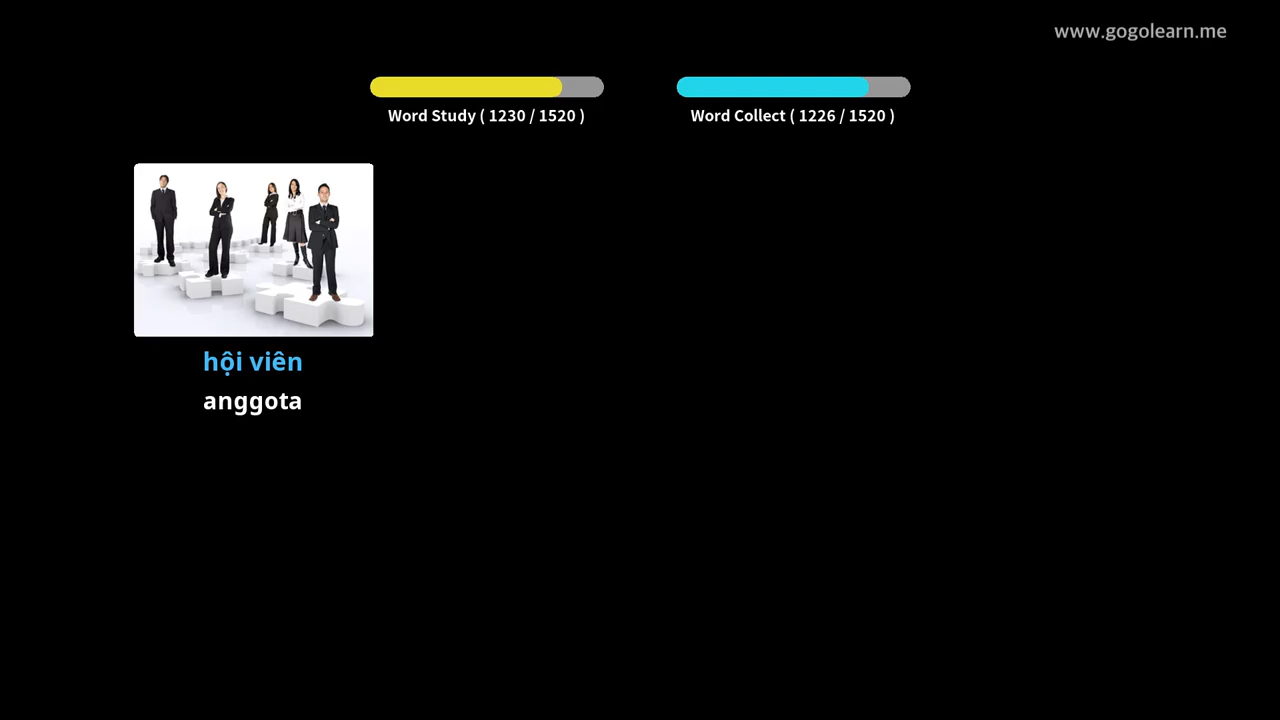 www.gogolearn.me
Word Study ( 1230 / 1520 )
Word Collect ( 1226 / 1520 )
hội viên
anggota